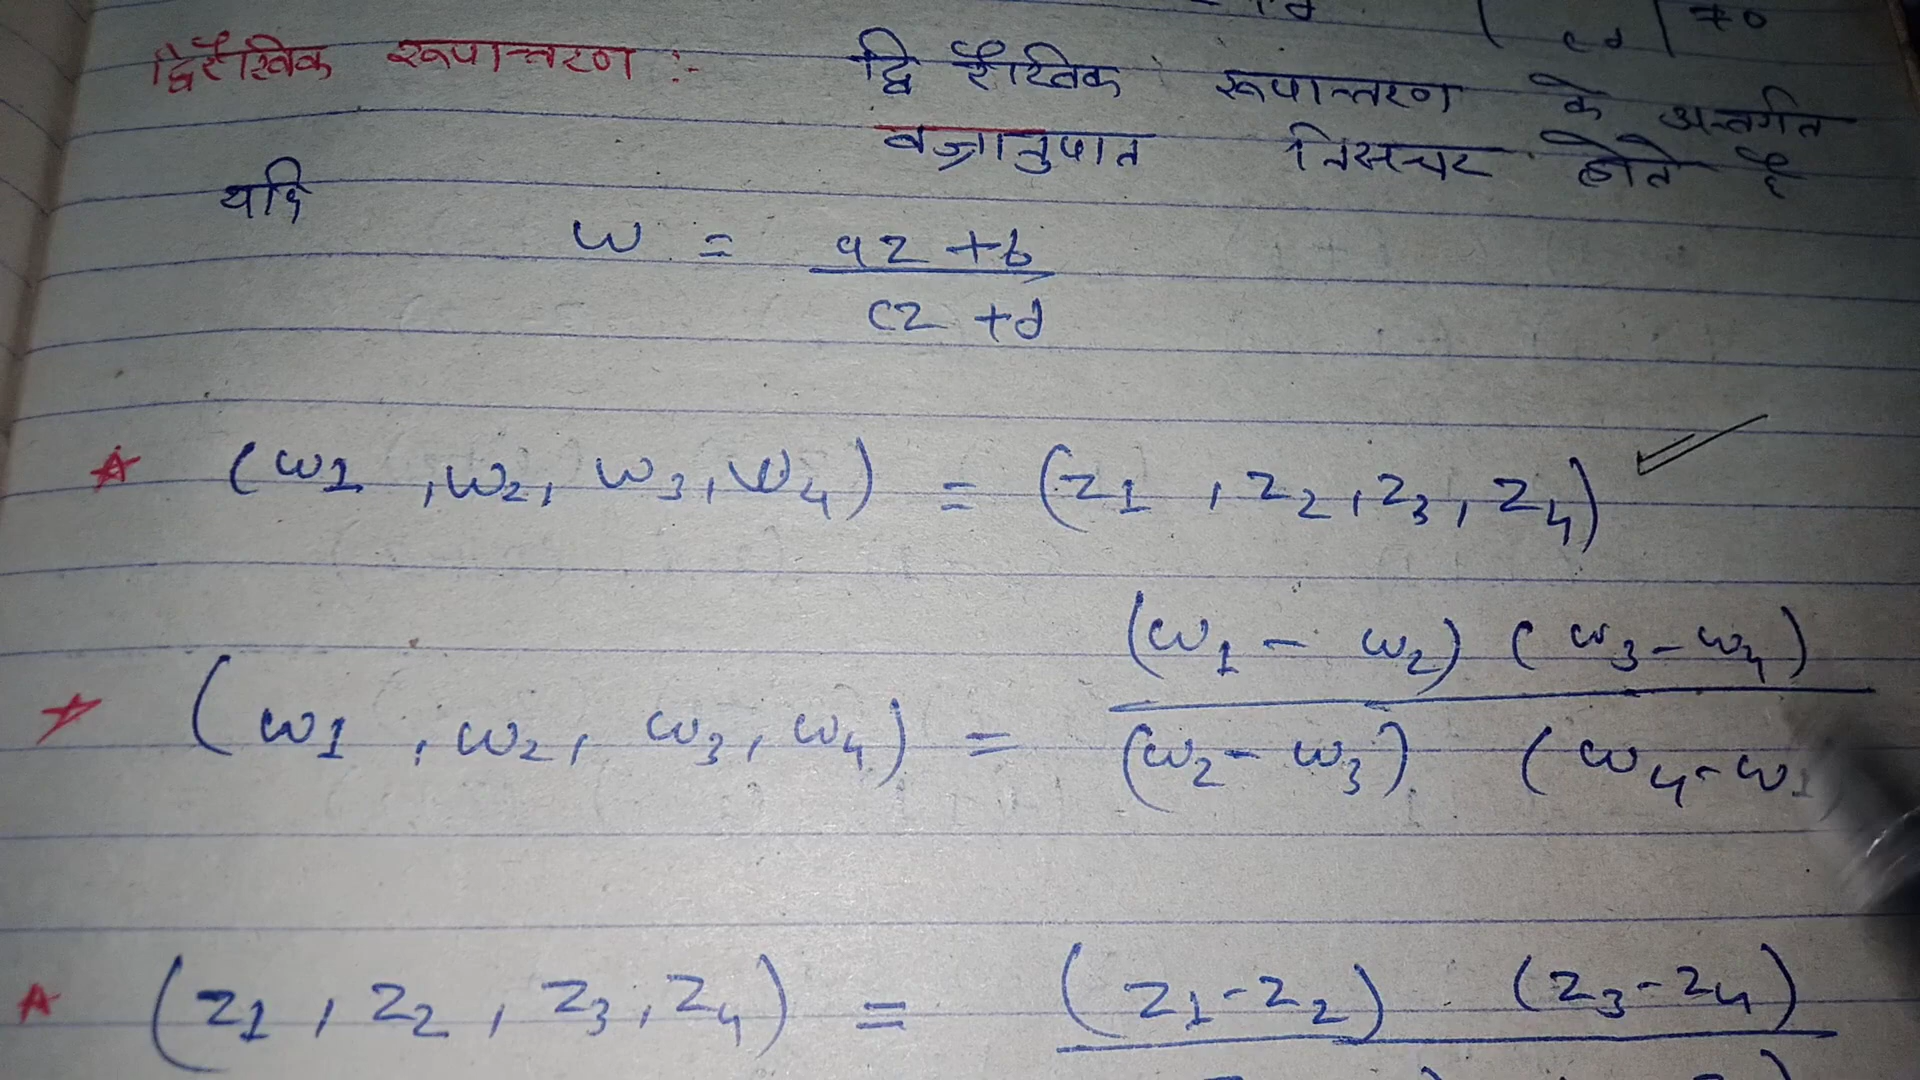 c d | ≠ 0
द्विरैखिक रूपान्तरण :- द्वि रैखिक रूपान्तरण के अन्तर्गत
वज्रानुपात निश्चर होते है
यदि
w = az + b
cz + d
(w1 , w2, w3, w4) = (z1 , z2, z3, z4)
(w1 - w2) (w3 - w4)
(w1 , w2, w3, w4) =
(w2 - w3) (w4 - w1
(z1 , z2 , z3, z4) = (z1 - z2) (z3 - z4)